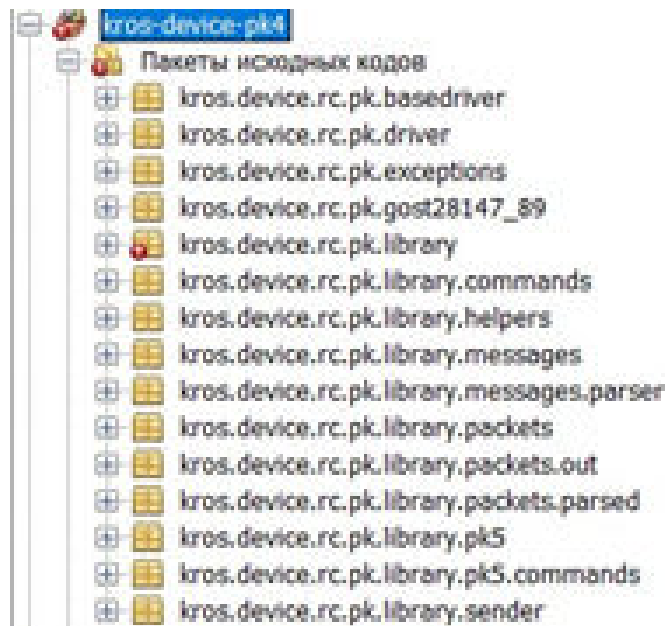 kros-device-pk4
Пакеты исходных кодов
kros.device.rc.pk.basedriver
kros.device.rc.pk.driver
kros.device.rc.pk.exceptions
kros.device.rc.pk.gost28147_89
kros.device.rc.pk.library
kros.device.rc.pk.library.commands
kros.device.rc.pk.library.helpers
kros.device.rc.pk.library.messages
kros.device.rc.pk.library.messages.parser
kros.device.rc.pk.library.packets
kros.device.rc.pk.library.packets.out
kros.device.rc.pk.library.packets.parsed
kros.device.rc.pk.library.pk5
kros.device.rc.pk.library.pk5.commands
kros.device.rc.pk.library.sender